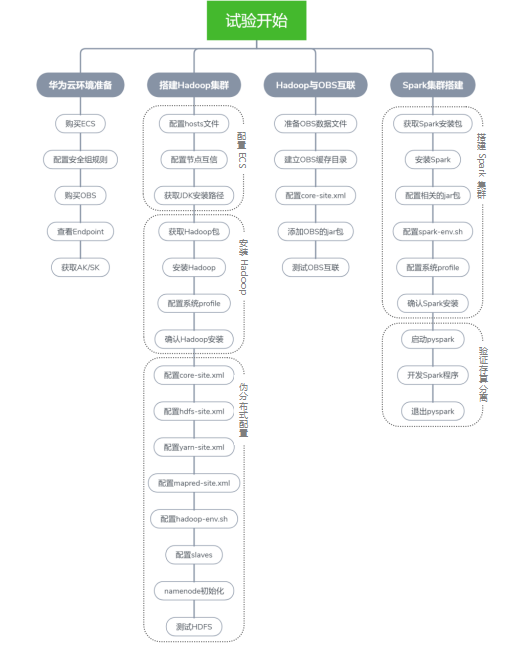 试验开始
华为云环境准备
购买ECS
配置安全组规则
购买OBS
查看Endpoint
获取AK/SK
搭建Hadoop集群
配置hosts文件
配置节点互信
获取JDK安装路径
配置 ECS
获取Hadoop包
安装Hadoop
配置系统profile
确认Hadoop安装
安装 Hadoop
配置core-site.xml
配置hdfs-site.xml
配置yarn-site.xml
配置mapred-site.xml
配置hadoop-env.sh
配置slaves
namenode初始化
测试HDFS
伪分布式配置
Hadoop与OBS互联
准备OBS数据文件
建立OBS缓存目录
配置core-site.xml
添加OBS的jar包
测试OBS互联
Spark集群搭建
获取Spark安装包
安装Spark
配置相关的jar包
配置spark-env.sh
配置系统profile
确认Spark安装
搭建 Spark 集群
启动pyspark
开发Spark程序
退出pyspark
验证存算分离